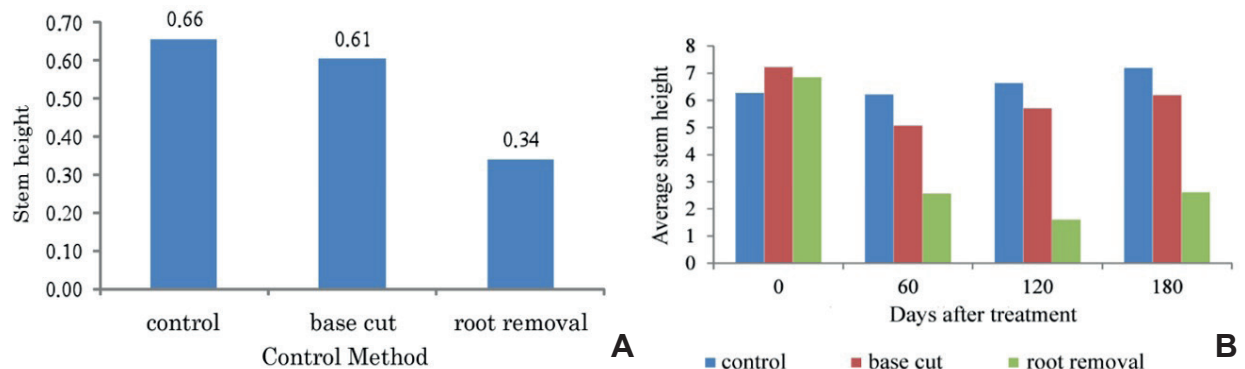 0.70
0.60
0.50
0.40
0.30
0.20
0.10
0.00
Stem height
0.66
0.61
0.34
control base cut root removal
Control Method
A
8
7
6
5
4
3
2
1
0
Average stem height
0 60 120 180
Days after treatment
control base cut root removal
B